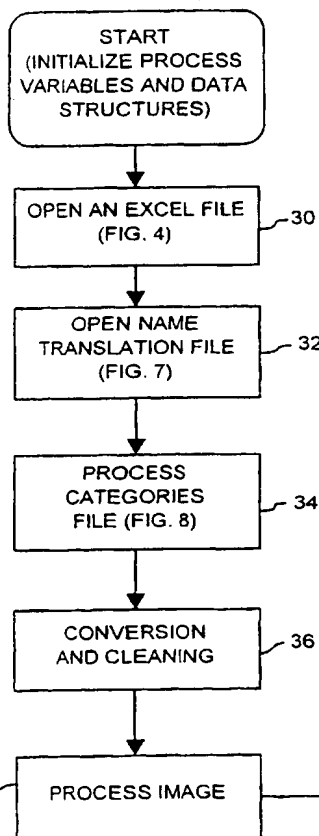 START
(INITIALIZE PROCESS
VARIABLES AND DATA
STRUCTURES)
OPEN AN EXCEL FILE
(FIG. 4)
30
OPEN NAME
TRANSLATION FILE
(FIG. 7)
32
PROCESS
CATEGORIES
FILE (FIG. 8)
34
CONVERSION
AND CLEANING
36
PROCESS IMAGE